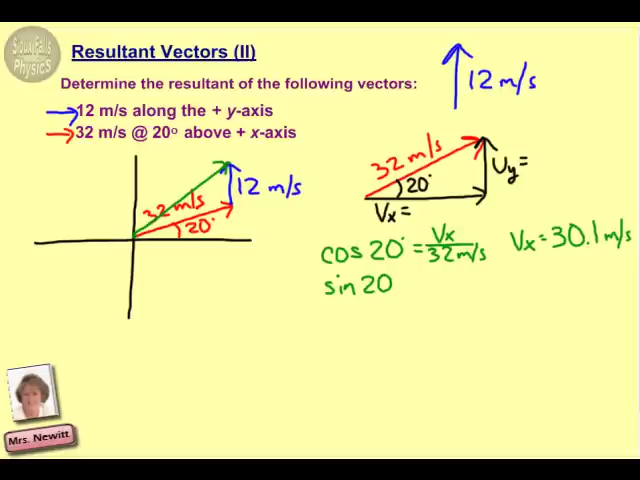 Sioux Falls
Physics
Resultant Vectors (II)
Determine the resultant of the following vectors:
12 m/s along the + y-axis
32 m/s @ 20° above + x-axis
12 m/s
32 m/s
20°
Vy =
Vx =
12 m/s
32 m/s
20°
cos 20° = Vx/32 m/s
Vx = 30.1 m/s
sin 20
Mrs. Newitt